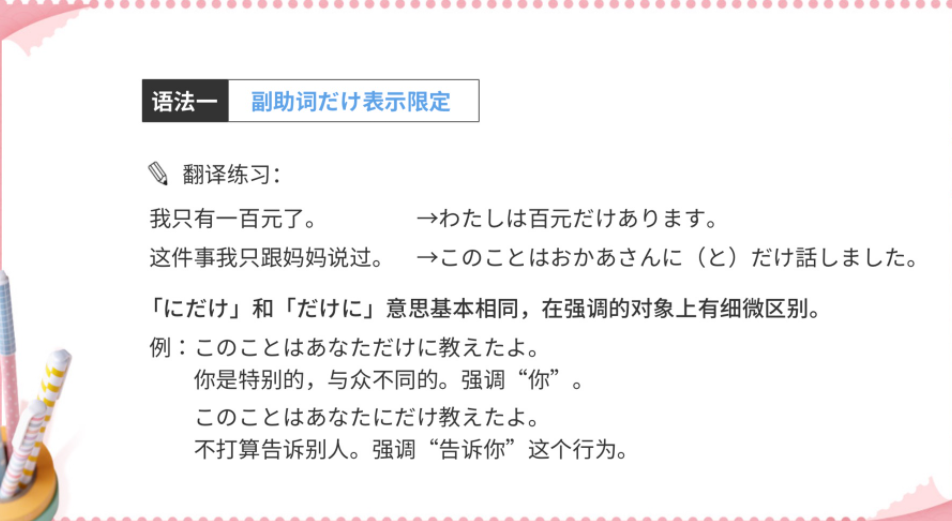 语法一 副助词だけ表示限定
翻译练习：
我只有一百元了。 →わたしは百元だけあります。
这件事我只跟妈妈说过。 →このことはおかあさんに（と）だけ話しました。
「にだけ」和「だけに」意思基本相同，在强调的对象上有细微区别。
例：このことはあなただけに教えたよ。
你是特别的，与众不同的。强调“你”。
このことはあなたにだけ教えたよ。
不打算告诉别人。强调“告诉你”这个行为。